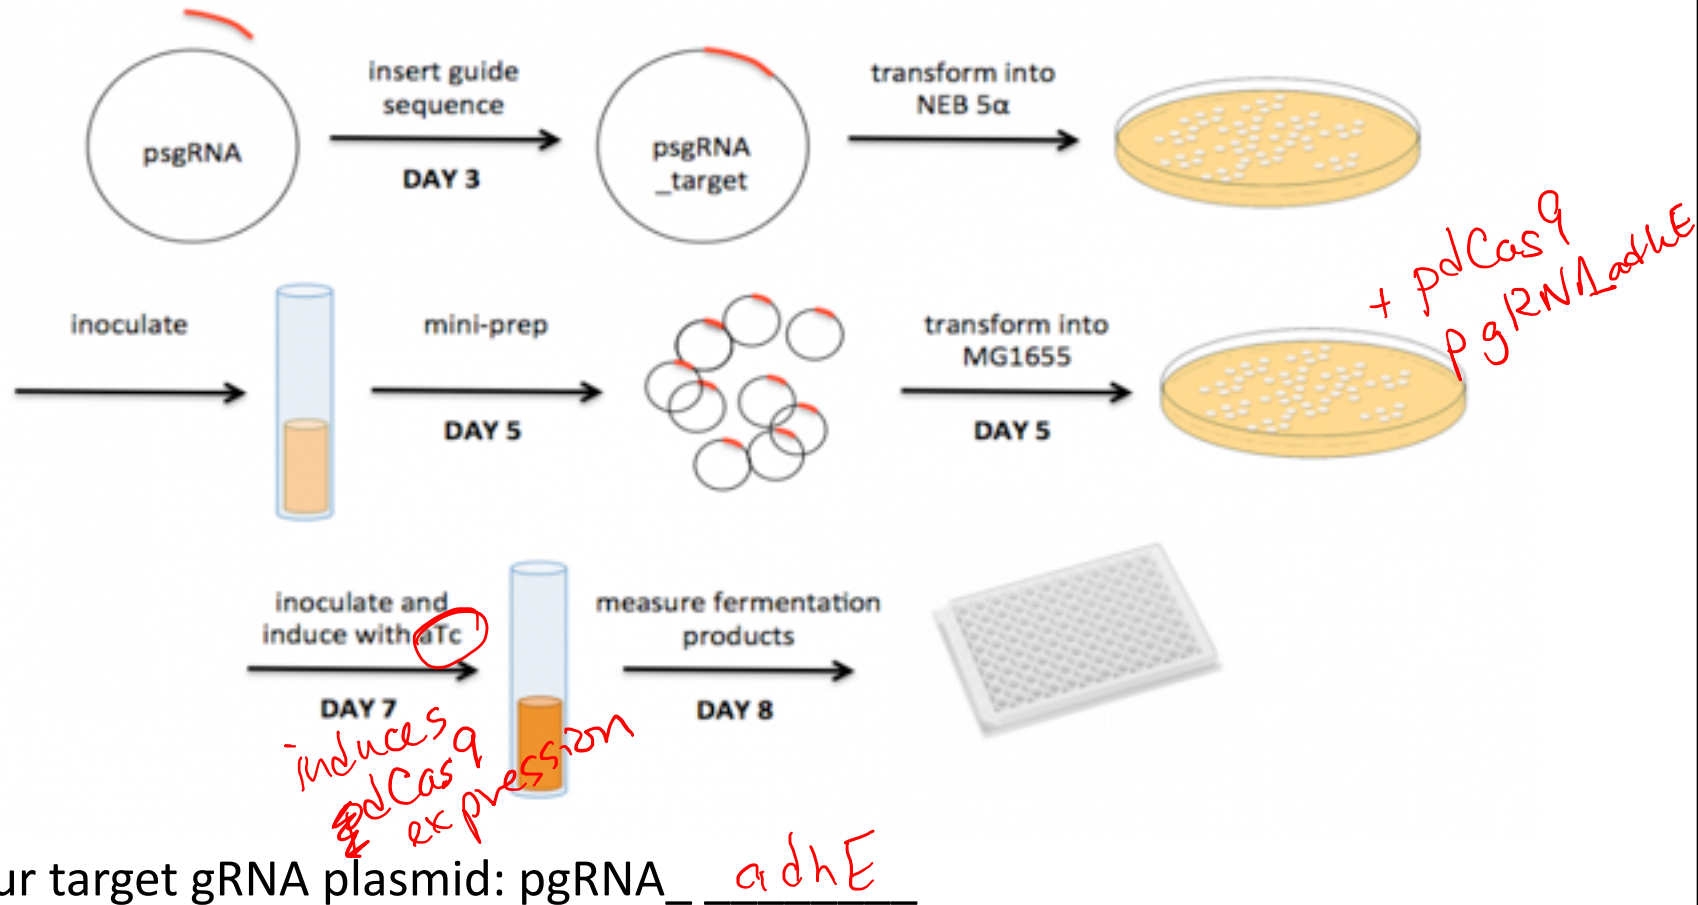 insert guide
sequence
DAY 3
psgRNA
psgRNA
_target
transform into
NEB 5α
+ pdCas9
pgRNA_adhE
inoculate
mini-prep
DAY 5
transform into
MG1655
DAY 5
inoculate and
induce with aTc
DAY 7
induces
dCas9
expression
measure fermentation
products
DAY 8
ur target gRNA plasmid: pgRNA_ adhE